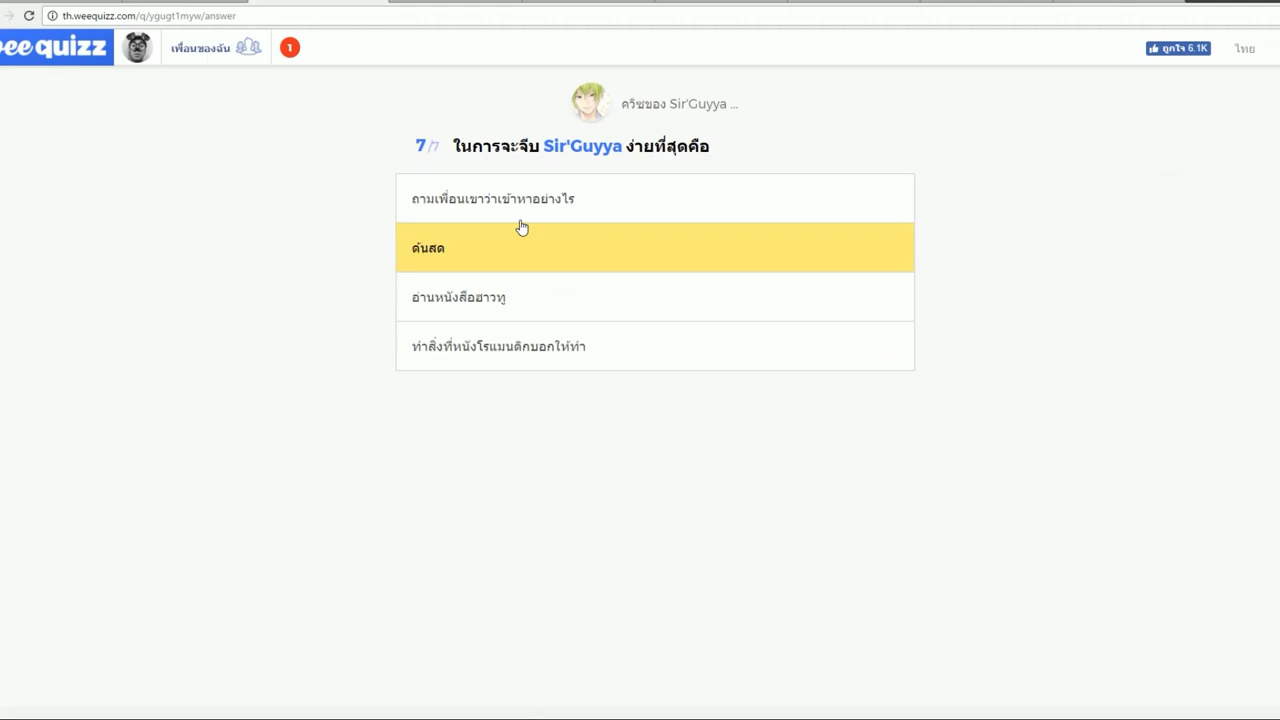 th.weequizz.com/q/ygugt1myw/answer
wee quizz
เพื่อนของฉัน
1
ถูกใจ 6.1K
ไทย
ควิซของ Sir'Guyya ...
7/7 ในการจะจีบ Sir'Guyya ง่ายที่สุดคือ
ถามเพื่อนเขาว่าเข้าหาอย่างไร
ด้นสด
อ่านหนังสือฮาวทู
ทำสิ่งที่หนังโรแมนติกบอกให้ทำ